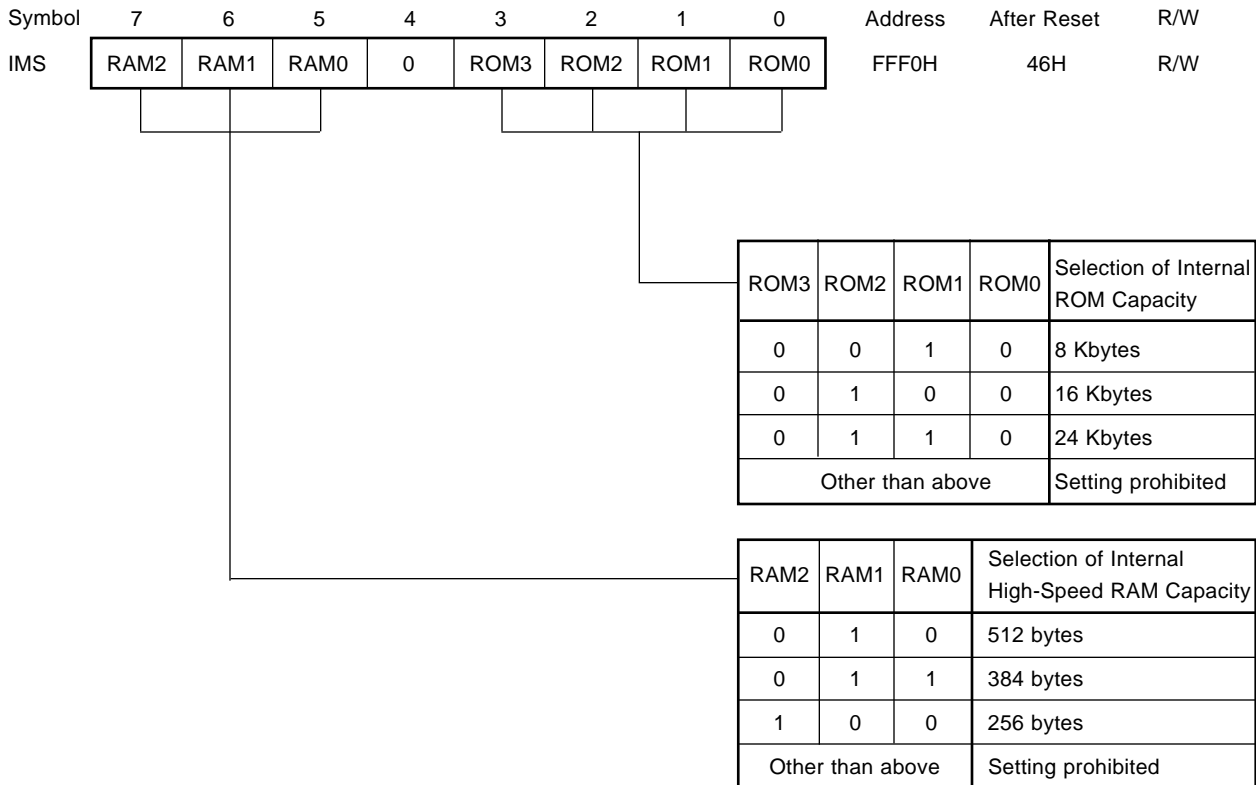 Symbol 7 6 5 4 3 2 1 0 Address After Reset R/W
IMS RAM2 RAM1 RAM0 0 ROM3 ROM2 ROM1 ROM0 FFF0H 46H R/W
ROM3 ROM2 ROM1 ROM0 Selection of Internal
ROM Capacity
0 0 1 0 8 Kbytes
0 1 0 0 16 Kbytes
0 1 1 0 24 Kbytes
Other than above Setting prohibited
RAM2 RAM1 RAM0 Selection of Internal
High-Speed RAM Capacity
0 1 0 512 bytes
0 1 1 384 bytes
1 0 0 256 bytes
Other than above Setting prohibited